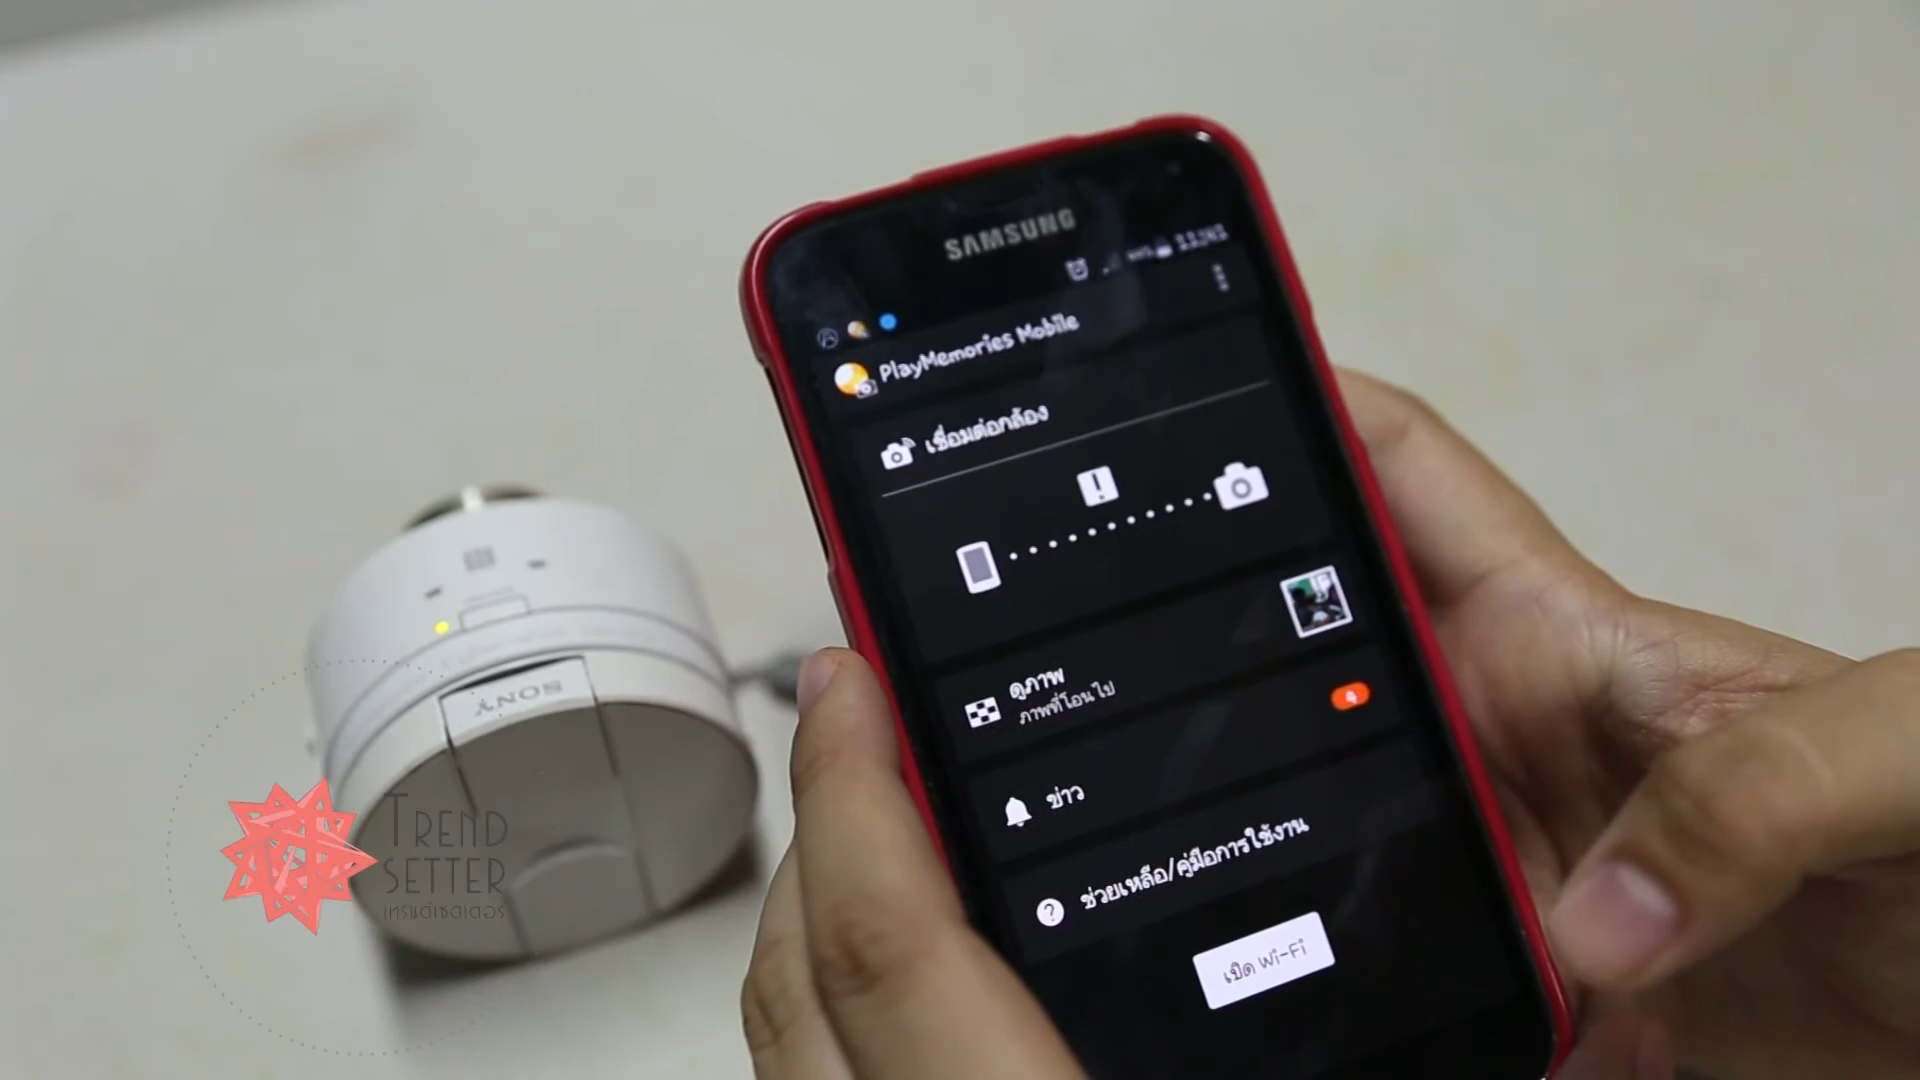 SAMSUNG
PlayMemories Mobile
เชื่อมต่อกล้อง
ดูภาพ
ภาพที่โอนไป
4
ข่าว
ช่วยเหลือ/คู่มือการใช้งาน
เปิด Wi-Fi
SONY
TREND
SETTER
เทรนด์เซตเตอร์